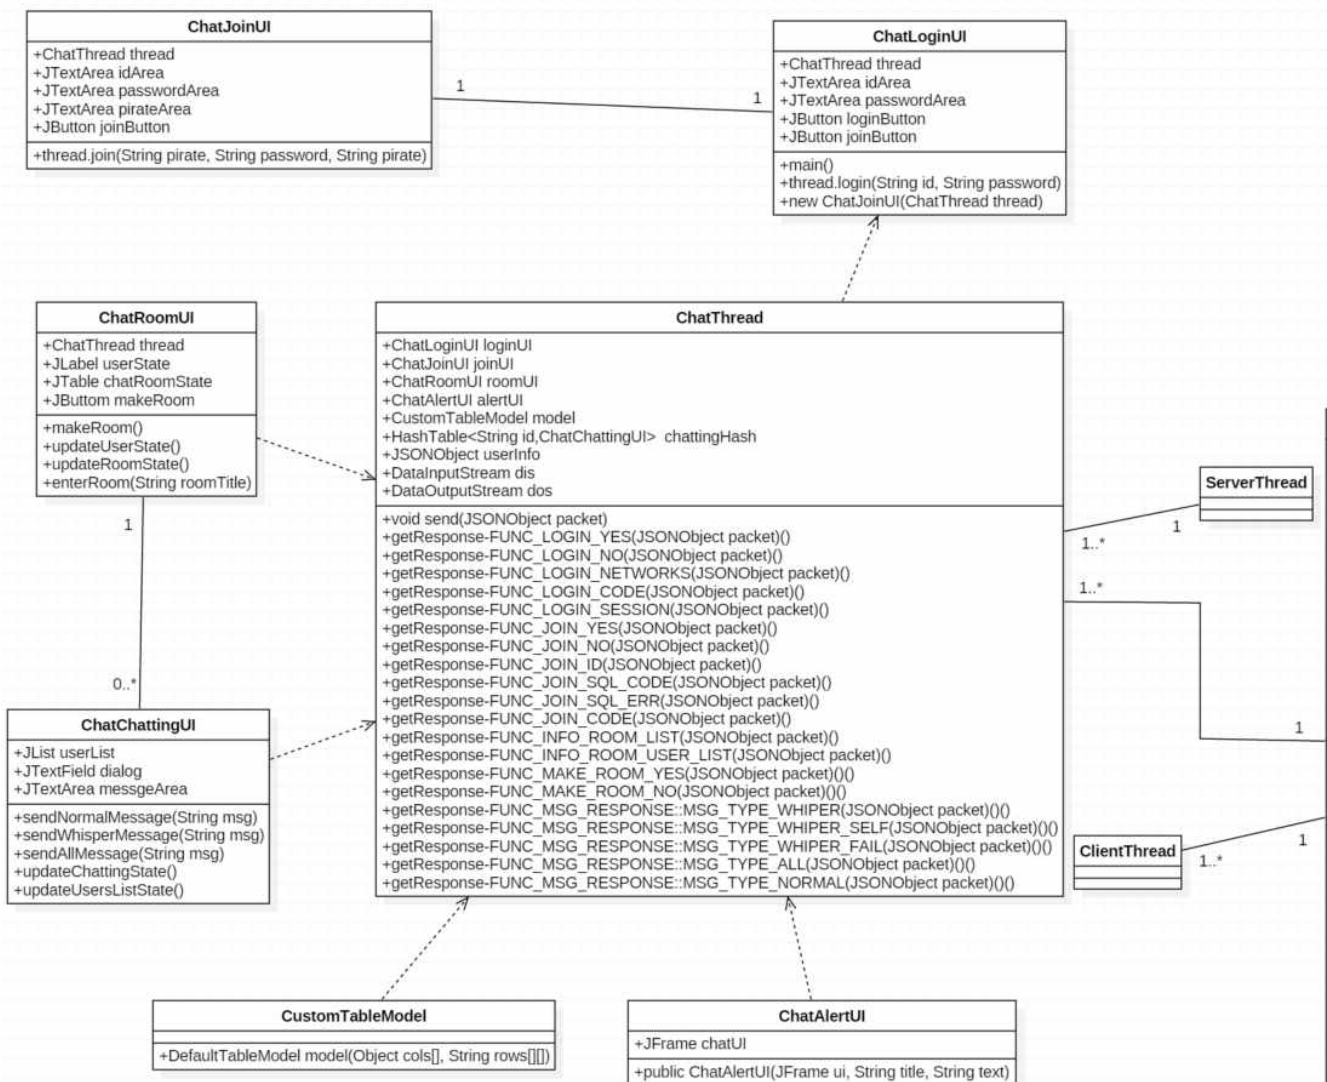 ChatJoinUI
+ChatThread thread
+JTextArea idArea
+JTextArea passwordArea
+JTextArea pirateArea
+JButton joinButton
+thread.join(String pirate, String password, String pirate)
1
1
ChatLoginUI
+ChatThread thread
+JTextArea idArea
+JTextArea passwordArea
+JButton loginButton
+JButton joinButton
+main()
+thread.login(String id, String password)
+new ChatJoinUI(ChatThread thread)
ChatRoomUI
+ChatThread thread
+JLabel userState
+JTable chatRoomState
+JButtom makeRoom
+makeRoom()
+updateUserState()
+updateRoomState()
+enterRoom(String roomTitle)
1
0..*
ChatChattingUI
+JList userList
+JTextField dialog
+JTextArea messgeArea
+sendNormalMessage(String msg)
+sendWhisperMessage(String msg)
+sendAllMessage(String msg)
+updateChattingState()
+updateUsersListState()
ChatThread
+ChatLoginUI loginUI
+ChatJoinUI joinUI
+ChatRoomUI roomUI
+ChatAlertUI alertUI
+CustomTableModel model
+HashTable<String id,ChatChattingUI> chattingHash
+JSONObject userInfo
+DataInputStream dis
+DataOutputStream dos
+void send(JSONObject packet)
+getResponse-FUNC_LOGIN_YES(JSONObject packet)()
+getResponse-FUNC_LOGIN_NO(JSONObject packet)()
+getResponse-FUNC_LOGIN_NETWORKS(JSONObject packet)()
+getResponse-FUNC_LOGIN_CODE(JSONObject packet)()
+getResponse-FUNC_LOGIN_SESSION(JSONObject packet)()
+getResponse-FUNC_JOIN_YES(JSONObject packet)()
+getResponse-FUNC_JOIN_NO(JSONObject packet)()
+getResponse-FUNC_JOIN_ID(JSONObject packet)()
+getResponse-FUNC_JOIN_SQL_CODE(JSONObject packet)()
+getResponse-FUNC_JOIN_SQL_ERR(JSONObject packet)()
+getResponse-FUNC_JOIN_CODE(JSONObject packet)()
+getResponse-FUNC_INFO_ROOM_LIST(JSONObject packet)()
+getResponse-FUNC_INFO_ROOM_USER_LIST(JSONObject packet)()
+getResponse-FUNC_MAKE_ROOM_YES(JSONObject packet)()()
+getResponse-FUNC_MAKE_ROOM_NO(JSONObject packet)()()
+getResponse-FUNC_MSG_RESPONSE::MSG_TYPE_WHIPER(JSONObject packet)()()
+getResponse-FUNC_MSG_RESPONSE::MSG_TYPE_WHIPER_SELF(JSONObject packet)()()
+getResponse-FUNC_MSG_RESPONSE::MSG_TYPE_WHIPER_FAIL(JSONObject packet)()()
+getResponse-FUNC_MSG_RESPONSE::MSG_TYPE_ALL(JSONObject packet)()()
+getResponse-FUNC_MSG_RESPONSE::MSG_TYPE_NORMAL(JSONObject packet)()()
ServerThread
1
1..*
1..*
1
ClientThread
1..*
1
CustomTableModel
+DefaultTableModel model(Object cols[], String rows[][])
ChatAlertUI
+JFrame chatUI
+public ChatAlertUI(JFrame ui, String title, String text)